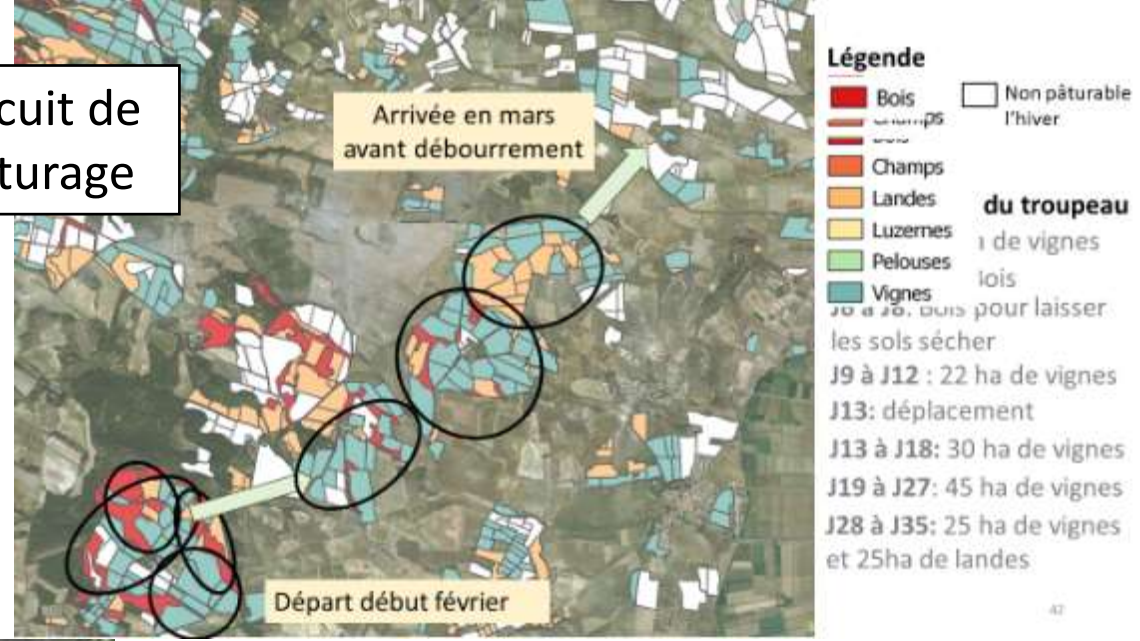 cuit de
turage
Arrivée en mars
avant débourrement
Départ début février
Légende
Bois
Champs
Landes
Luzernes
Pelouses
Vignes
Non pâturable
l'hiver
du troupeau
de vignes
pour laisser
les sols sécher
J9 à J12 : 22 ha de vignes
J13: déplacement
J13 à J18: 30 ha de vignes
J19 à J27: 45 ha de vignes
J28 à J35: 25 ha de vignes
et 25ha de landes
42